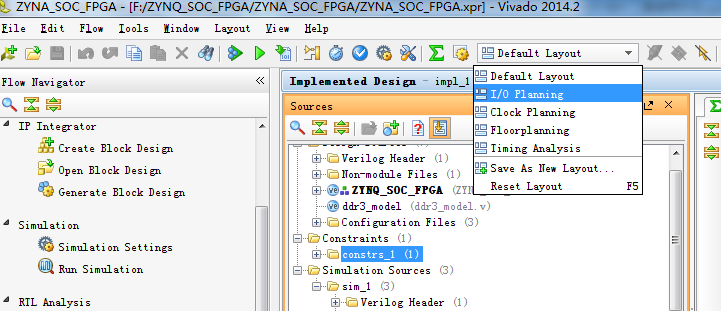 ZYNA_SOC_FPGA - [F:/ZYNQ_SOC_FPGA/ZYNA_SOC_FPGA/ZYNA_SOC_FPGA.xpr] - Vivado 2014.2
File Edit Flow Tools Window Layout View Help
Default Layout
Flow Navigator
Implemented Design - impl_1
Default Layout
I/O Planning
Clock Planning
Floorplanning
Timing Analysis
Save As New Layout...
Reset Layout F5
IP Integrator
Create Block Design
Open Block Design
Generate Block Design
Simulation
Simulation Settings
Run Simulation
RTL Analysis
Sources
Verilog Header (7)
Non-module Files (1)
ZYNQ_SOC_FPGA
ddr3_model (ddr3_model.v)
Configuration Files (3)
Constraints (1)
constrs_1 (1)
Simulation Sources (3)
sim_1 (3)
Verilog Header (1)